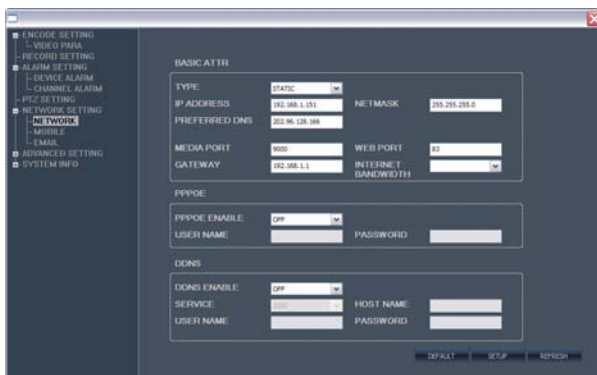 ENCODE SETTING
VIDEO PARA
RECORD SETTING
ALARM SETTING
DEVICE ALARM
CHANNEL ALARM
PTZ SETTING
NETWORK SETTING
NETWORK
MOBILE
EMAIL
ADVANCED SETTING
SYSTEM INFO
BASIC ATTR
TYPE STATIC
IP ADDRESS 192.168.1.151 NETMASK 255.255.255.0
PREFERRED DNS 202.96.128.166
MEDIA PORT 9000 WEB PORT 83
GATEWAY 192.168.1.1 INTERNET BANDWIDTH
PPPOE
PPPOE ENABLE OFF
USER NAME PASSWORD
DDNS
DDNS ENABLE OFF
SERVICE HOST NAME
USER NAME PASSWORD
DEFAULT SETUP REFRESH